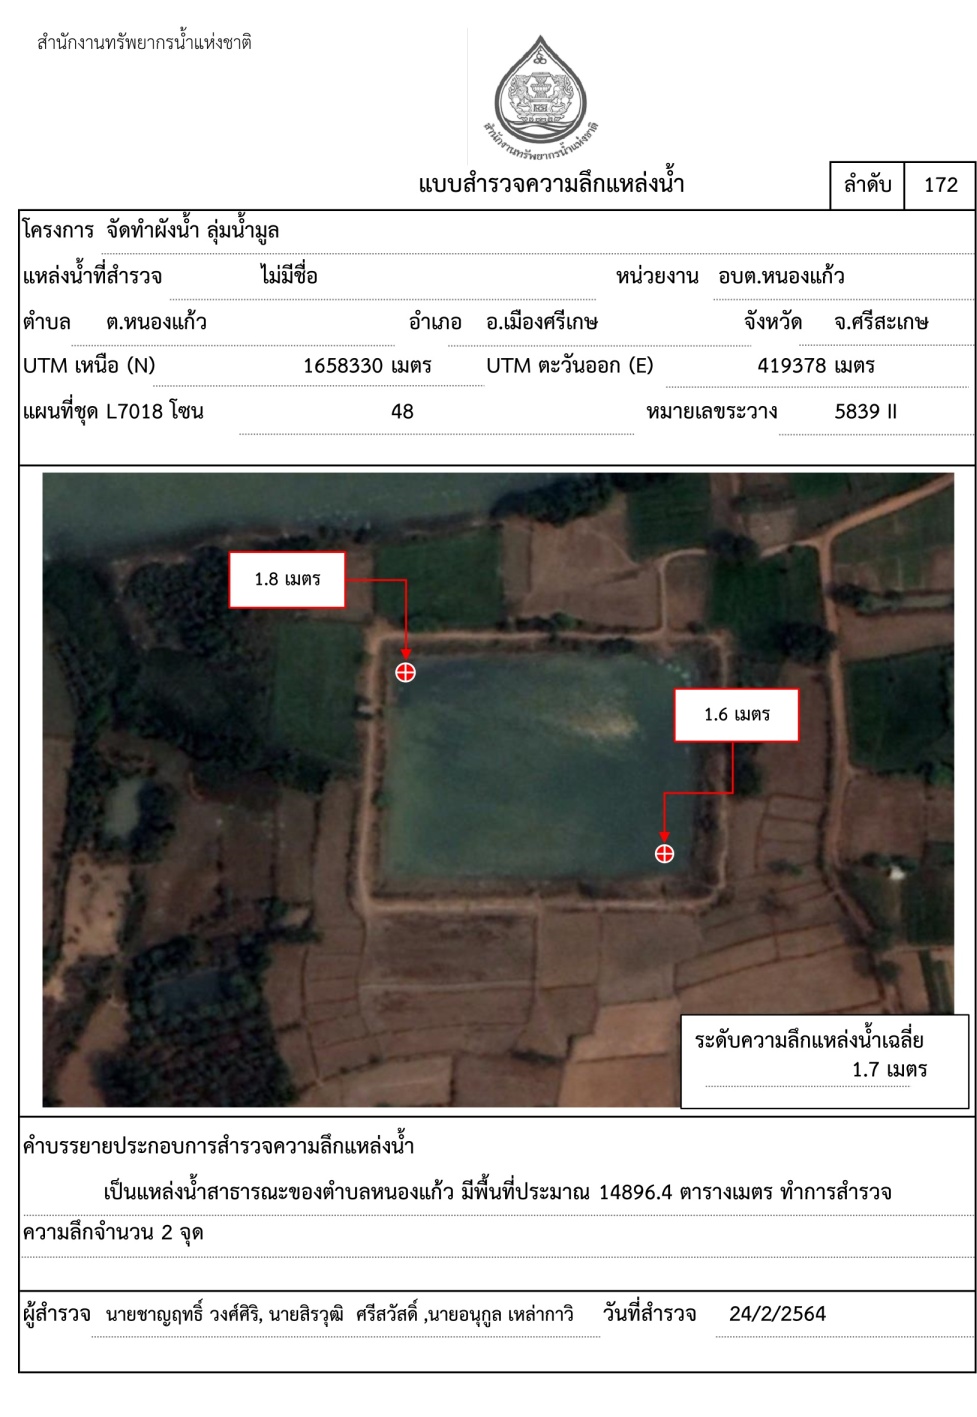 สำนักงานทรัพยากรน้ำแห่งชาติ
สำนักงานทรัพยากรน้ำแห่งชาติ
แบบสำรวจความลึกแหล่งน้ำ ลำดับ 172
โครงการ จัดทำผังน้ำ ลุ่มน้ำมูล
แหล่งน้ำที่สำรวจ ไม่มีชื่อ หน่วยงาน อบต.หนองแก้ว
ตำบล ต.หนองแก้ว อำเภอ อ.เมืองศรีเกษ จังหวัด จ.ศรีสะเกษ
UTM เหนือ (N) 1658330 เมตร UTM ตะวันออก (E) 419378 เมตร
แผนที่ชุด L7018 โซน 48 หมายเลขระวาง 5839 II
1.8 เมตร
1.6 เมตร
ระดับความลึกแหล่งน้ำเฉลี่ย
1.7 เมตร
คำบรรยายประกอบการสำรวจความลึกแหล่งน้ำ
เป็นแหล่งน้ำสาธารณะของตำบลหนองแก้ว มีพื้นที่ประมาณ 14896.4 ตารางเมตร ทำการสำรวจ
ความลึกจำนวน 2 จุด
ผู้สำรวจ นายชาญฤทธิ์ วงศ์ศิริ, นายสิรวุฒิ ศรีสวัสดิ์ ,นายอนุกูล เหล่ากาวิ วันที่สำรวจ 24/2/2564